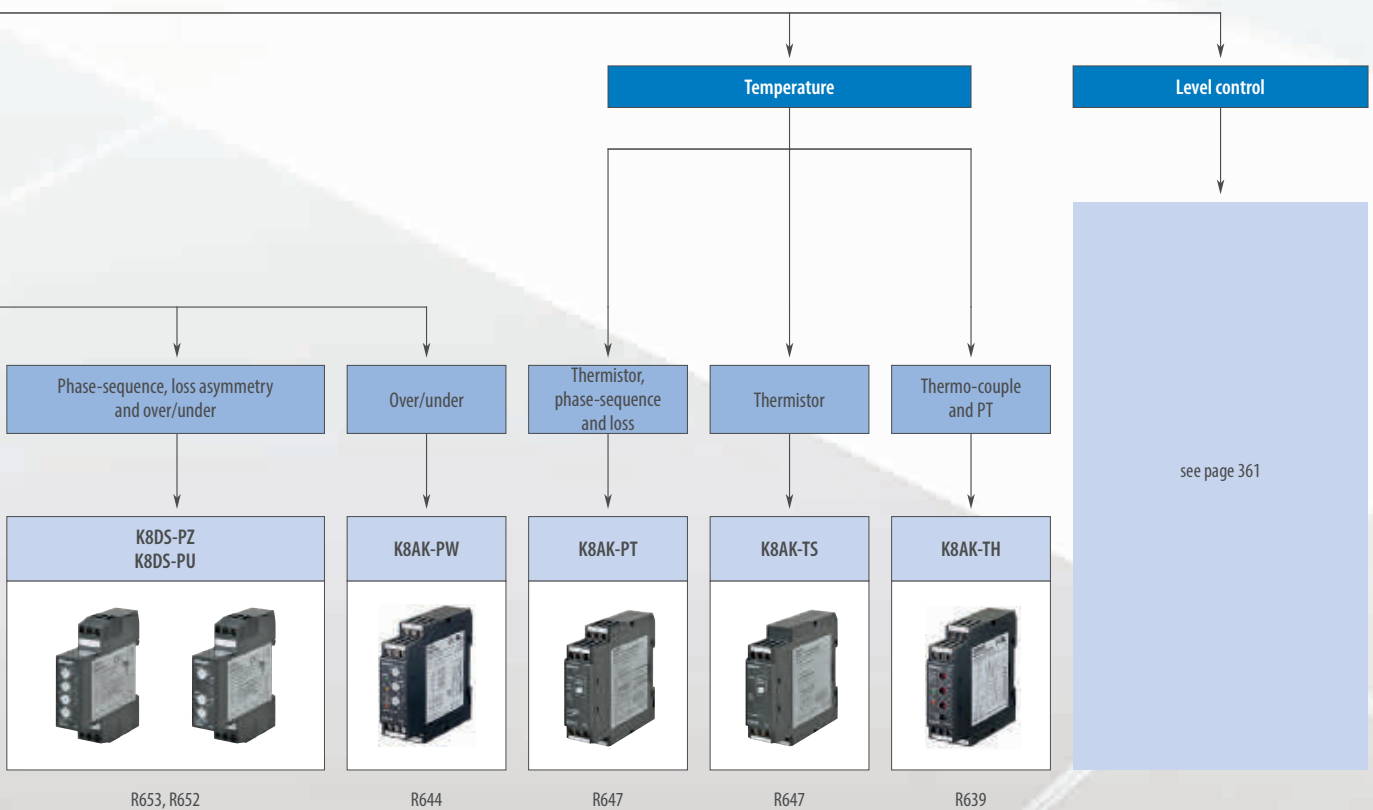 Temperature
Level control
Phase-sequence, loss asymmetry
and over/under
Over/under
Thermistor,
phase-sequence
and loss
Thermistor
Thermo-couple
and PT
see page 361
K8DS-PZ
K8DS-PU
K8AK-PW
K8AK-PT
K8AK-TS
K8AK-TH
R653, R652
R644
R647
R647
R639